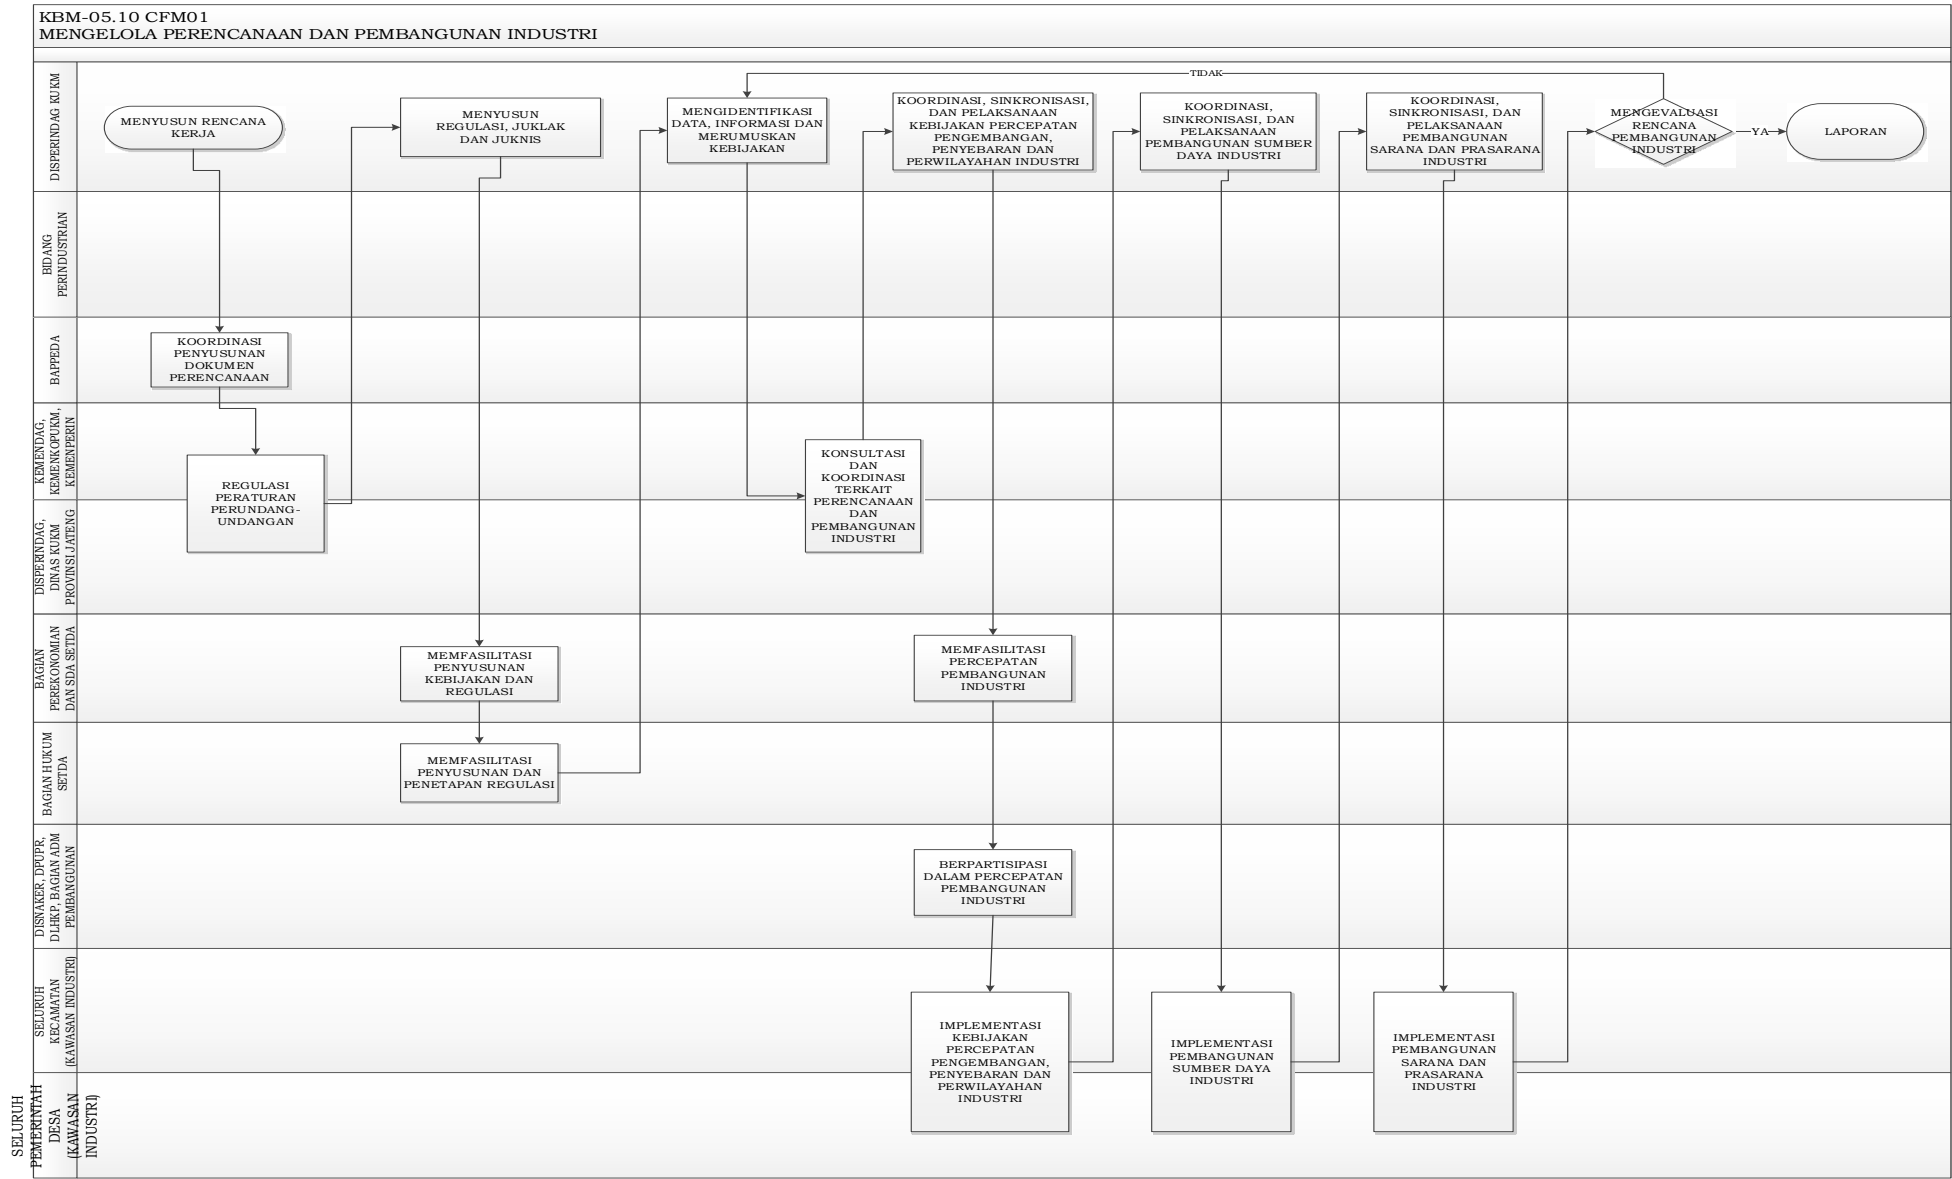 KBM-05.10 CFM01
MENGELOLA PERENCANAAN DAN PEMBANGUNAN INDUSTRI
DISPERINDAG KUKM
MENYUSUN RENCANA
KERJA
MENYUSUN
REGULASI, JUKLAK
DAN JUKNIS
MENGIDENTIFIKASI
DATA, INFORMASI DAN
MERUMUSKAN
KEBIJAKAN
KOORDINASI, SINKRONISASI,
DAN PELAKSANAAN
KEBIJAKAN PERCEPATAN
PENGEMBANGAN,
PENYEBARAN DAN
PERWILAYAHAN INDUSTRI
KOORDINASI,
SINKRONISASI, DAN
PELAKSANAAN
PEMBANGUNAN SUMBER
DAYA INDUSTRI
KOORDINASI,
SINKRONISASI, DAN
PELAKSANAAN
PEMBANGUNAN
SARANA DAN PRASARANA
INDUSTRI
TIDAK
MENGEVALUASI
RENCANA
PEMBANGUNAN
INDUSTRI
YA
LAPORAN
BIDANG
PERINDUSTRIAN
BAPPEDA
KOORDINASI
PENYUSUNAN
DOKUMEN
PERENCANAAN
KEMENDAG,
KEMENKOPUKM,
KEMENPERIN
REGULASI
PERATURAN
PERUNDANG-
UNDANGAN
KONSULTASI
DAN
KOORDINASI
TERKAIT
PERENCANAAN
DAN
PEMBANGUNAN
INDUSTRI
DISPERINDAG,
DINAS KUKM
PROVINSI JATENG
BAGIAN
PEREKONOMIAN
DAN SDA SETDA
MEMFASILITASI
PENYUSUNAN
KEBIJAKAN DAN
REGULASI
MEMFASILITASI
PERCEPATAN
PEMBANGUNAN
INDUSTRI
BAGIAN HUKUM
SETDA
MEMFASILITASI
PENYUSUNAN DAN
PENETAPAN REGULASI
DISNAKER, DPUPR,
DLHKP, BAGIAN ADM
PEMBANGUNAN
BERPARTISIPASI
DALAM PERCEPATAN
PEMBANGUNAN
INDUSTRI
SELURUH
KECAMATAN
(KAWASAN INDUSTRI)
IMPLEMENTASI
KEBIJAKAN
PERCEPATAN
PENGEMBANGAN,
PENYEBARAN DAN
PERWILAYAHAN
INDUSTRI
IMPLEMENTASI
PEMBANGUNAN
SUMBER DAYA
INDUSTRI
IMPLEMENTASI
PEMBANGUNAN
SARANA DAN
PRASARANA
INDUSTRI
SELURUH
PEMERINTAH
DESA
(KAWASAN
INDUSTRI)